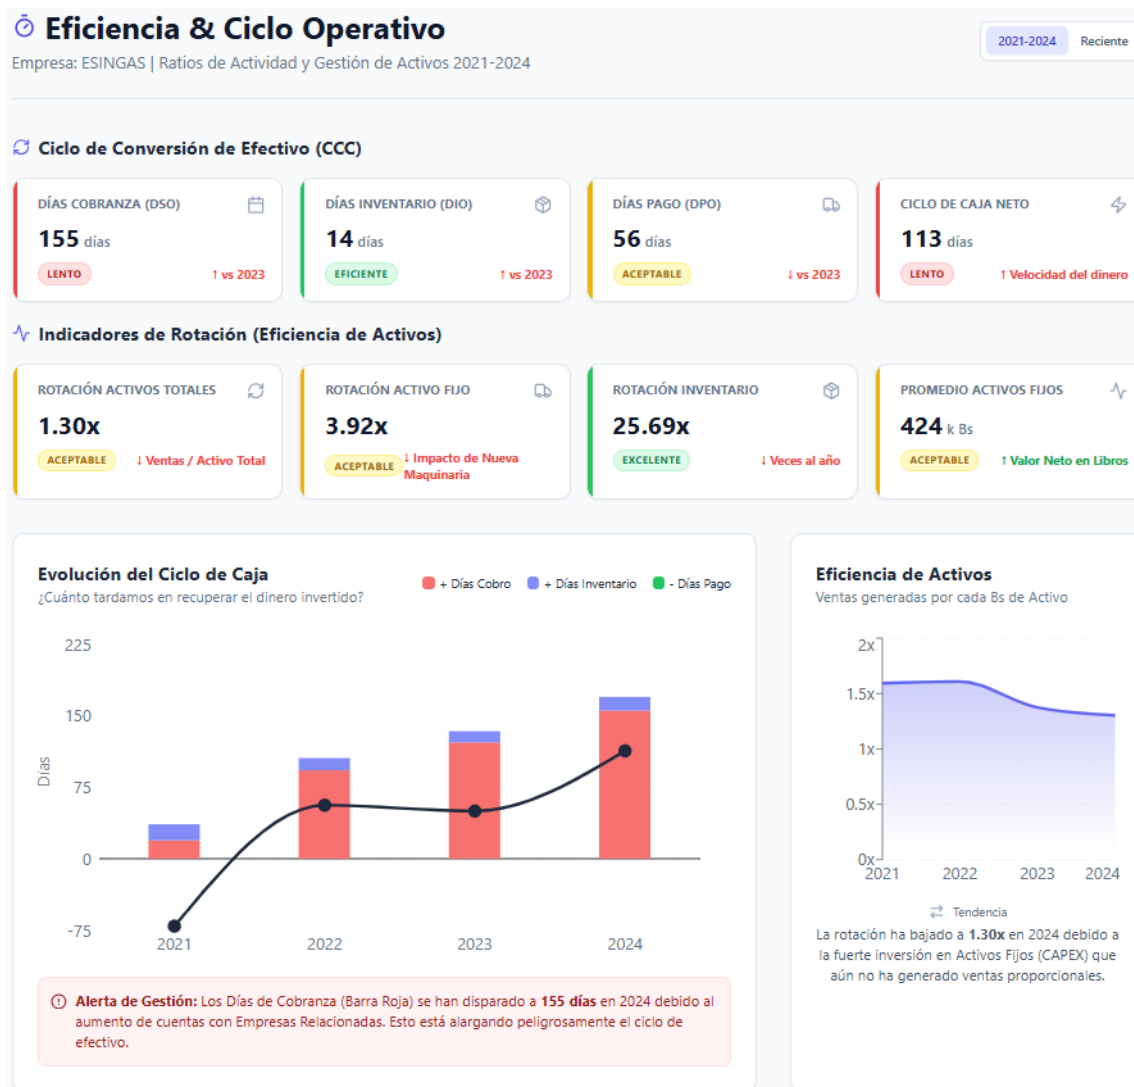 Eficiencia & Ciclo Operativo
Empresa: ESINGAS | Ratios de Actividad y Gestión de Activos 2021-2024
2021-2024 Reciente
Ciclo de Conversión de Efectivo (CCC)
DÍAS COBRANZA (DSO)
155 días
LENTO ↑ vs 2023
DÍAS INVENTARIO (DIO)
14 días
EFICIENTE ↑ vs 2023
DÍAS PAGO (DPO)
56 días
ACEPTABLE ↓ vs 2023
CICLO DE CAJA NETO
113 días
LENTO ↑ Velocidad del dinero
Indicadores de Rotación (Eficiencia de Activos)
ROTACIÓN ACTIVOS TOTALES
1.30x
ACEPTABLE ↓ Ventas / Activo Total
ROTACIÓN ACTIVO FIJO
3.92x
ACEPTABLE ↓ Impacto de Nueva
Maquinaria
ROTACIÓN INVENTARIO
25.69x
EXCELENTE ↓ Veces al año
PROMEDIO ACTIVOS FIJOS
424 k Bs
ACEPTABLE ↑ Valor Neto en Libros
Evolución del Ciclo de Caja
¿Cuánto tardamos en recuperar el dinero invertido?
+ Días Cobro + Días Inventario - Días Pago
225
150
75
0
-75
Días
2021 2022 2023 2024
Alerta de Gestión: Los Días de Cobranza (Barra Roja) se han disparado a 155 días en 2024 debido al
aumento de cuentas con Empresas Relacionadas. Esto está alargando peligrosamente el ciclo de
efectivo.
Eficiencia de Activos
Ventas generadas por cada Bs de Activo
2x
1.5x
1x
0.5x
0x
2021 2022 2023 2024
Tendencia
La rotación ha bajado a 1.30x en 2024 debido a
la fuerte inversión en Activos Fijos (CAPEX) que
aún no ha generado ventas proporcionales.